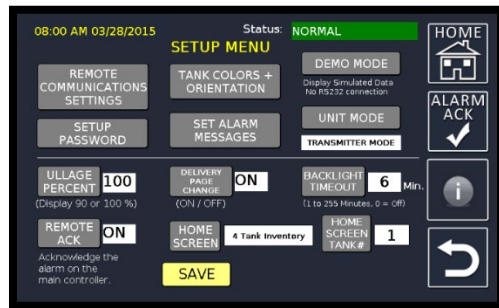 08:00 AM 03/28/2015
Status: NORMAL
SETUP MENU
REMOTE
COMMUNICATIONS
SETTINGS
TANK COLORS +
ORIENTATION
DEMO MODE
Display Simulated Data
No RS232 connection
SETUP
PASSWORD
SET ALARM
MESSAGES
UNIT MODE
TRANSMITTER MODE
ULLAGE
PERCENT
100
(Display 90 or 100 %)
DELIVERY
PAGE
CHANGE
ON
(ON / OFF)
BACKLIGHT
TIMEOUT
6 Min.
(1 to 255 Minutes, 0 = Off)
REMOTE
ACK
ON
Acknowledge the
alarm on the
main controller.
HOME
SCREEN
4 Tank Inventory
HOME
SCREEN
TANK#
1
SAVE
HOME
ALARM
ACK
i